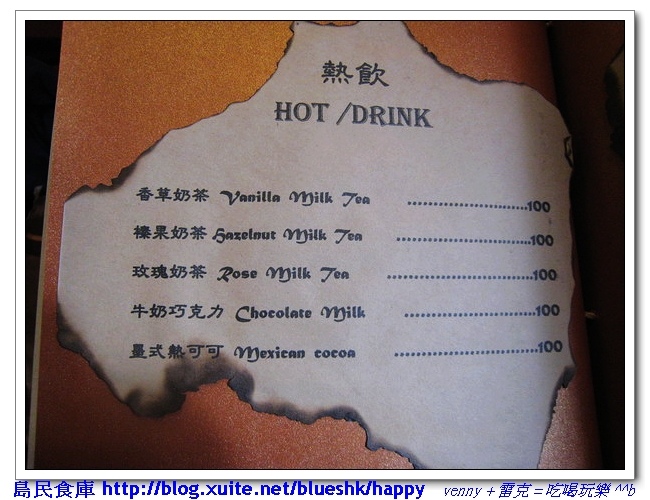 熱飲
HOT /DRINK
香草奶茶 Vanilla Milk Tea ........................100
榛果奶茶 Hazelnut Milk Tea ........................100
玫瑰奶茶 Rose Milk Tea ........................100
牛奶巧克力 Chocolate Milk ........................100
墨式熱可可 Mexican cocoa ........................100
島民食庫 http://blog.xuite.net/blueshk/happy venny + 雷克 = 吃喝玩樂 ^^b